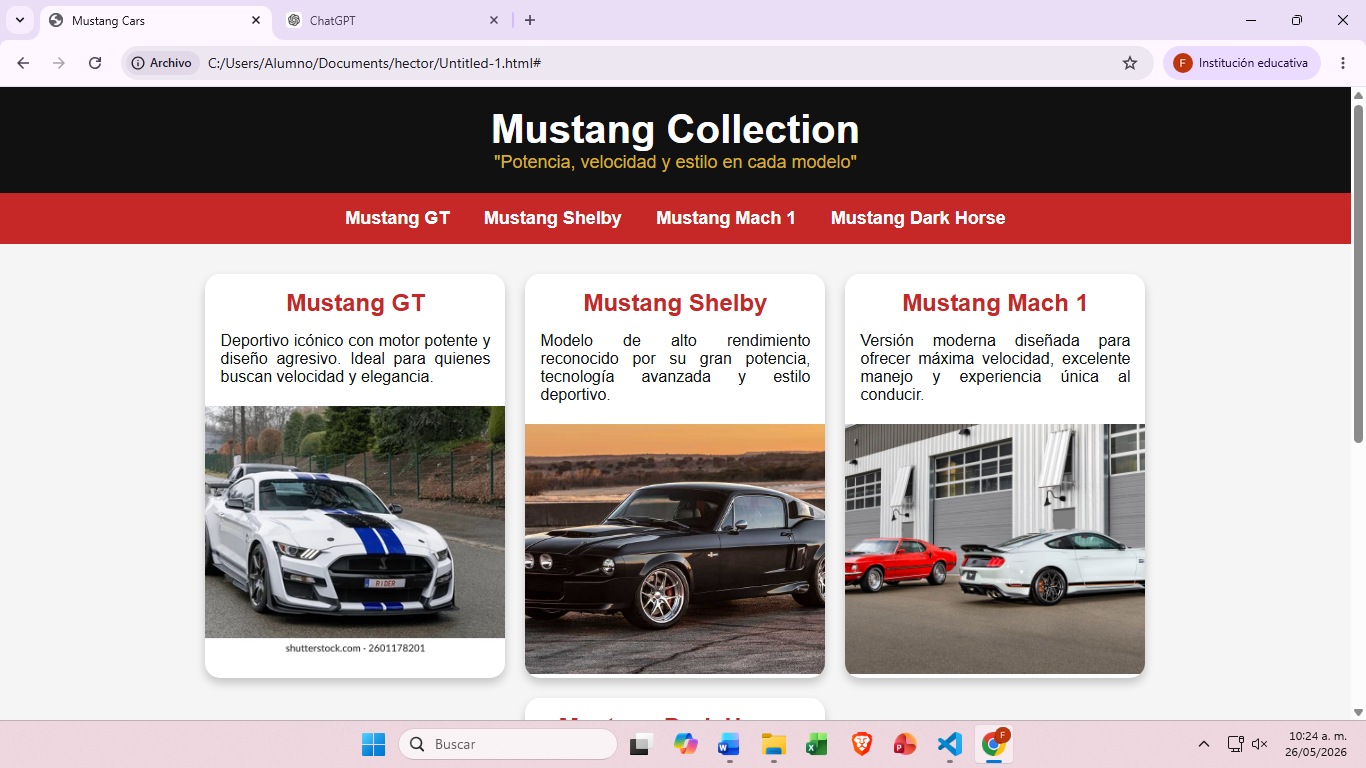 Mustang Cars
ChatGPT
Archivo
C:/Users/Alumno/Documents/hector/Untitled-1.html#
F
Institución educativa
Mustang Collection
"Potencia, velocidad y estilo en cada modelo"
Mustang GT Mustang Shelby Mustang Mach 1 Mustang Dark Horse
Mustang GT
Deportivo icónico con motor potente y
diseño agresivo. Ideal para quienes
buscan velocidad y elegancia.
RIDER
shutterstock.com · 2601178201
Mustang Shelby
Modelo de alto rendimiento
reconocido por su gran potencia,
tecnología avanzada y estilo
deportivo.
Mustang Mach 1
Versión moderna diseñada para
ofrecer máxima velocidad, excelente
manejo y experiencia única al
conducir.
Buscar
F
10:24 a. m.
26/05/2026